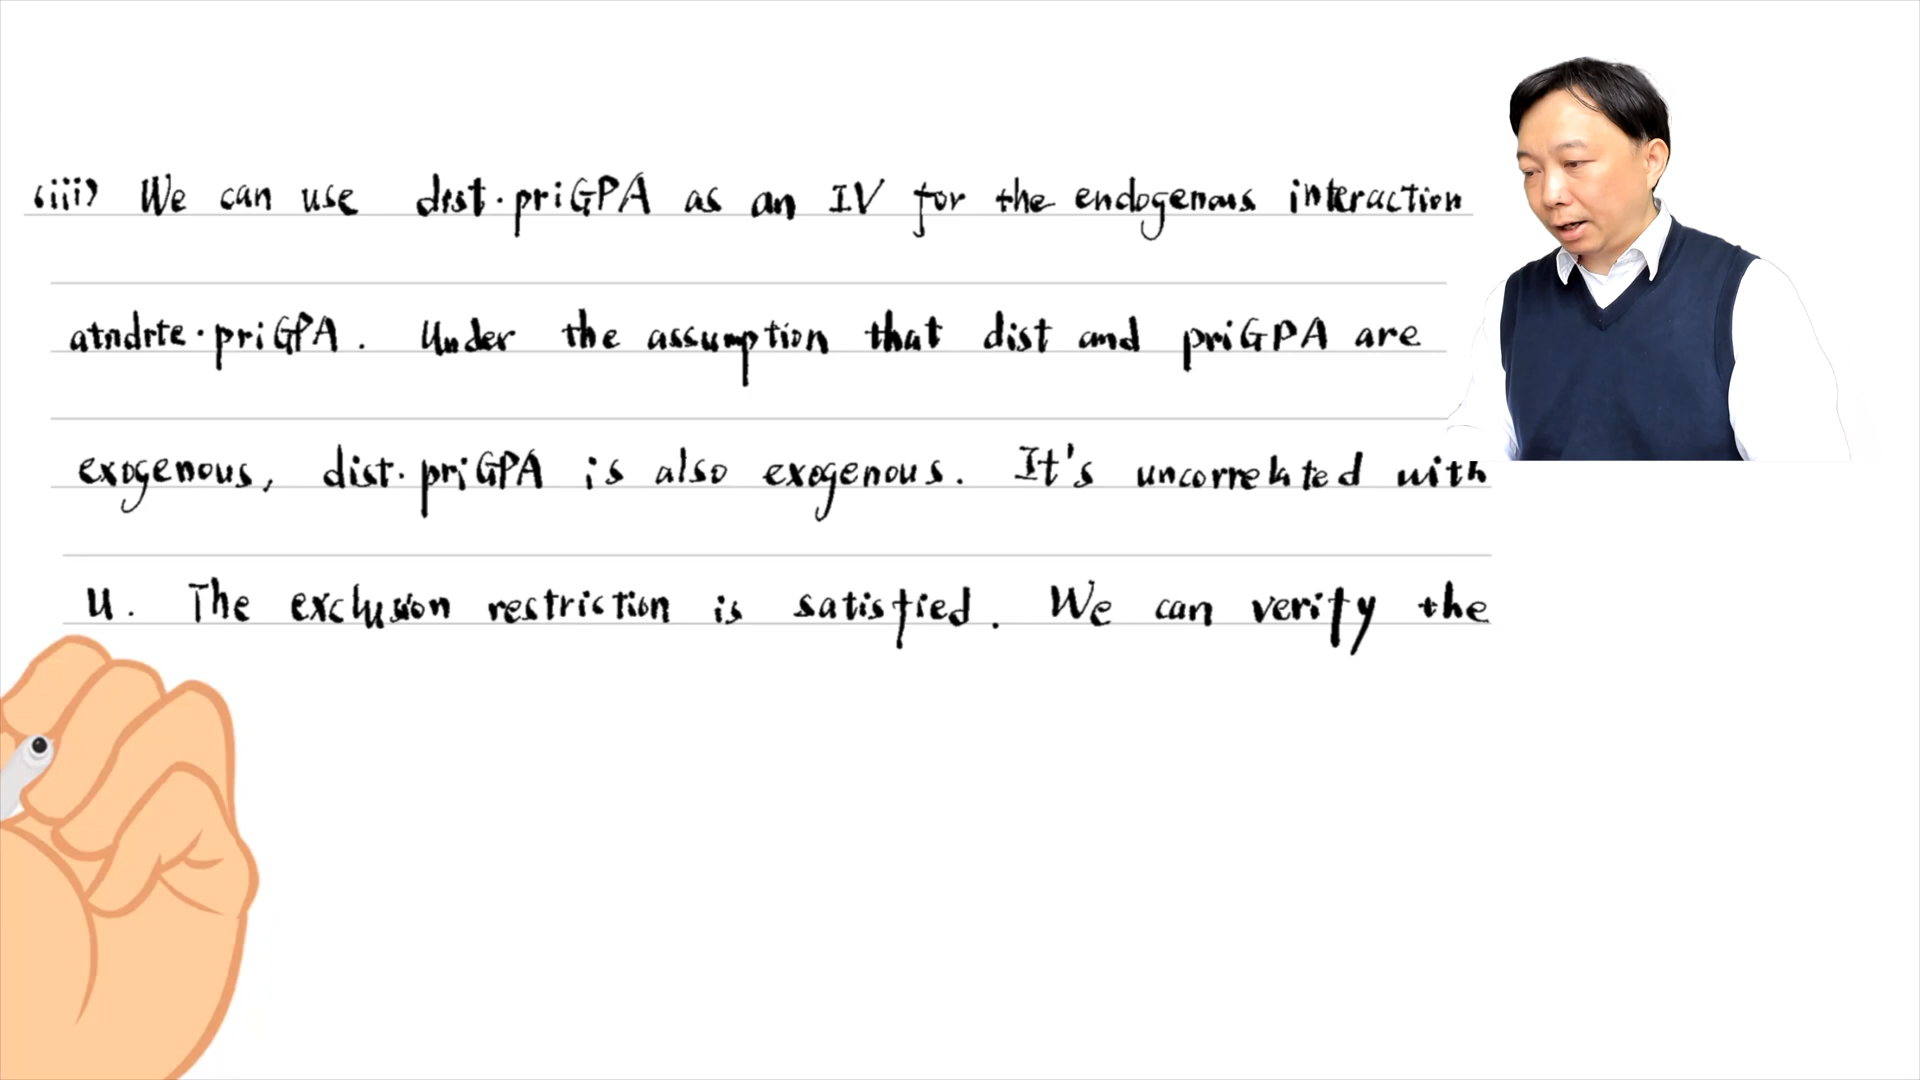 (iii) We can use dist·priGPA as an IV for the endogenous interaction
atndrte·priGPA. Under the assumption that dist and priGPA are
exogenous, dist·priGPA is also exogenous. It's uncorrelated with
u. The exclusion restriction is satisfied. We can verify the